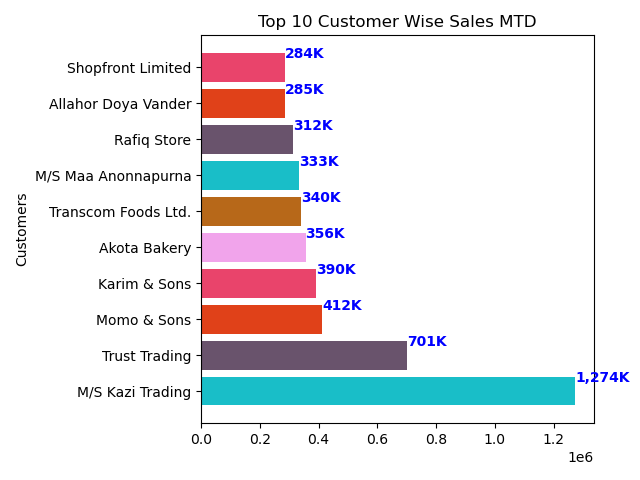 Top 10 Customer Wise Sales MTD
Customers
Shopfront Limited 284K
Allahor Doya Vander 285K
Rafiq Store 312K
M/S Maa Anonnapurna 333K
Transcom Foods Ltd. 340K
Akota Bakery 356K
Karim & Sons 390K
Momo & Sons 412K
Trust Trading 701K
M/S Kazi Trading 1,274K
0.0 0.2 0.4 0.6 0.8 1.0 1.2
1e6